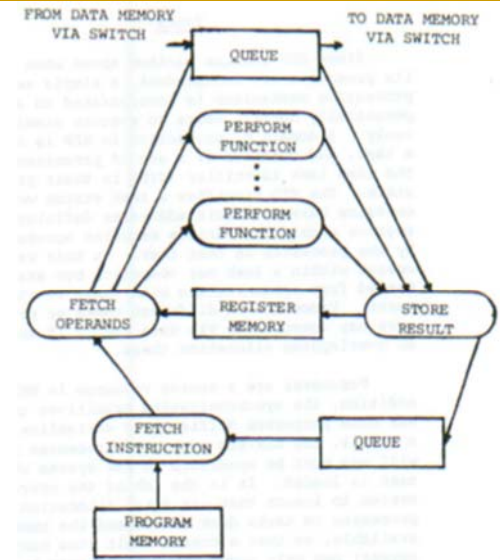 FROM DATA MEMORY
VIA SWITCH
TO DATA MEMORY
VIA SWITCH
QUEUE
PERFORM
FUNCTION
PERFORM
FUNCTION
FETCH
OPERANDS
REGISTER
MEMORY
STORE
RESULT
FETCH
INSTRUCTION
QUEUE
PROGRAM
MEMORY